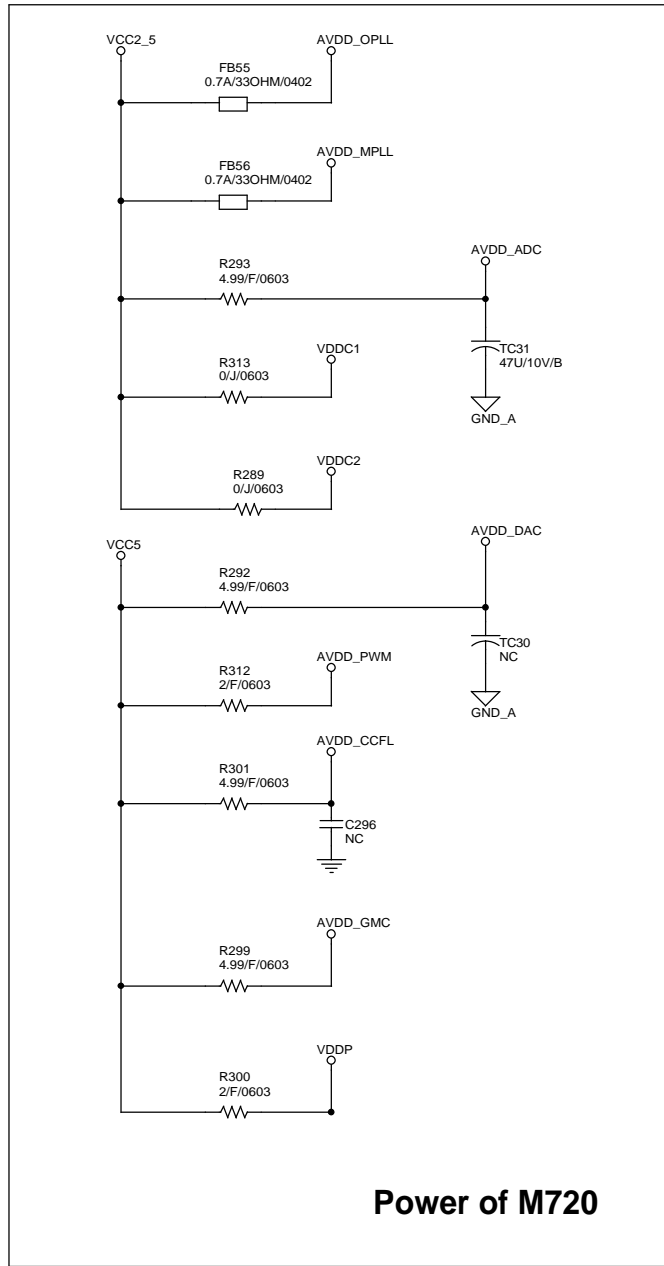 VCC2_5
AVDD_OPLL
FB55
0.7A/33OHM/0402
AVDD_MPLL
FB56
0.7A/33OHM/0402
AVDD_ADC
R293
4.99/F/0603
TC31
47U/10V/B
GND_A
VDDC1
R313
0/J/0603
VDDC2
R289
0/J/0603
VCC5
AVDD_DAC
R292
4.99/F/0603
TC30
NC
GND_A
AVDD_PWM
R312
2/F/0603
AVDD_CCFL
R301
4.99/F/0603
C296
NC
AVDD_GMC
R299
4.99/F/0603
VDDP
R300
2/F/0603
Power of M720